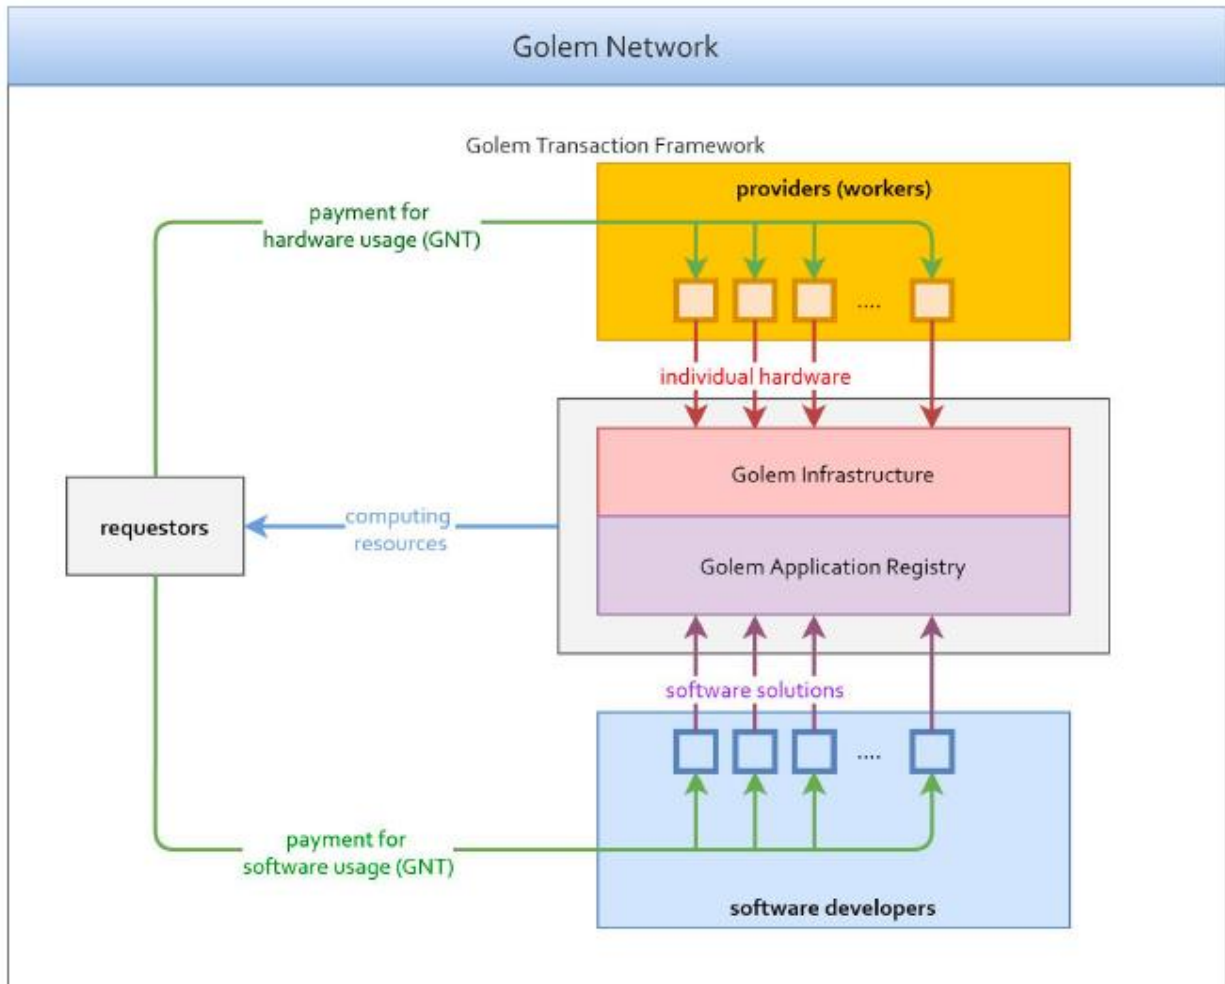 Golem Network
Golem Transaction Framework
providers (workers)
payment for
hardware usage (GNT)
....
individual hardware
Golem Infrastructure
requestors
computing
resources
Golem Application Registry
software solutions
....
payment for
software usage (GNT)
software developers